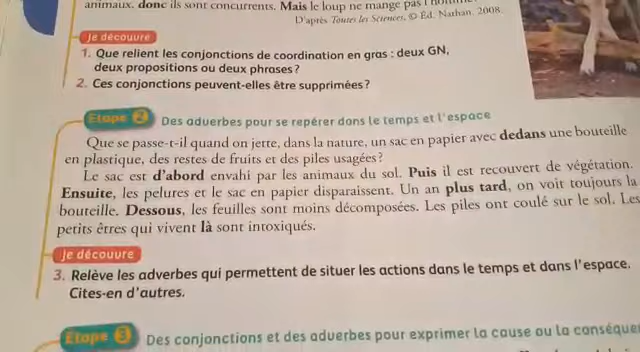 animaux, donc ils sont concurrents. Mais le loup ne mange pas l'homme.
D'après Toutes les Sciences, © Éd. Nathan, 2008.
Je découvre
1. Que relient les conjonctions de coordination en gras : deux GN,
deux propositions ou deux phrases ?
2. Ces conjonctions peuvent-elles être supprimées ?
Étape 2 Des adverbes pour se repérer dans le temps et l'espace
Que se passe-t-il quand on jette, dans la nature, un sac en papier avec dedans une bouteille
en plastique, des restes de fruits et des piles usagées ?
Le sac est d'abord envahi par les animaux du sol. Puis il est recouvert de végétation.
Ensuite, les pelures et le sac en papier disparaissent. Un an plus tard, on voit toujours la
bouteille. Dessous, les feuilles sont moins décomposées. Les piles ont coulé sur le sol. Les
petits êtres qui vivent là sont intoxiqués.
Je découvre
3. Relève les adverbes qui permettent de situer les actions dans le temps et dans l'espace.
Cites-en d'autres.
Étape 3 Des conjonctions et des adverbes pour exprimer la cause ou la